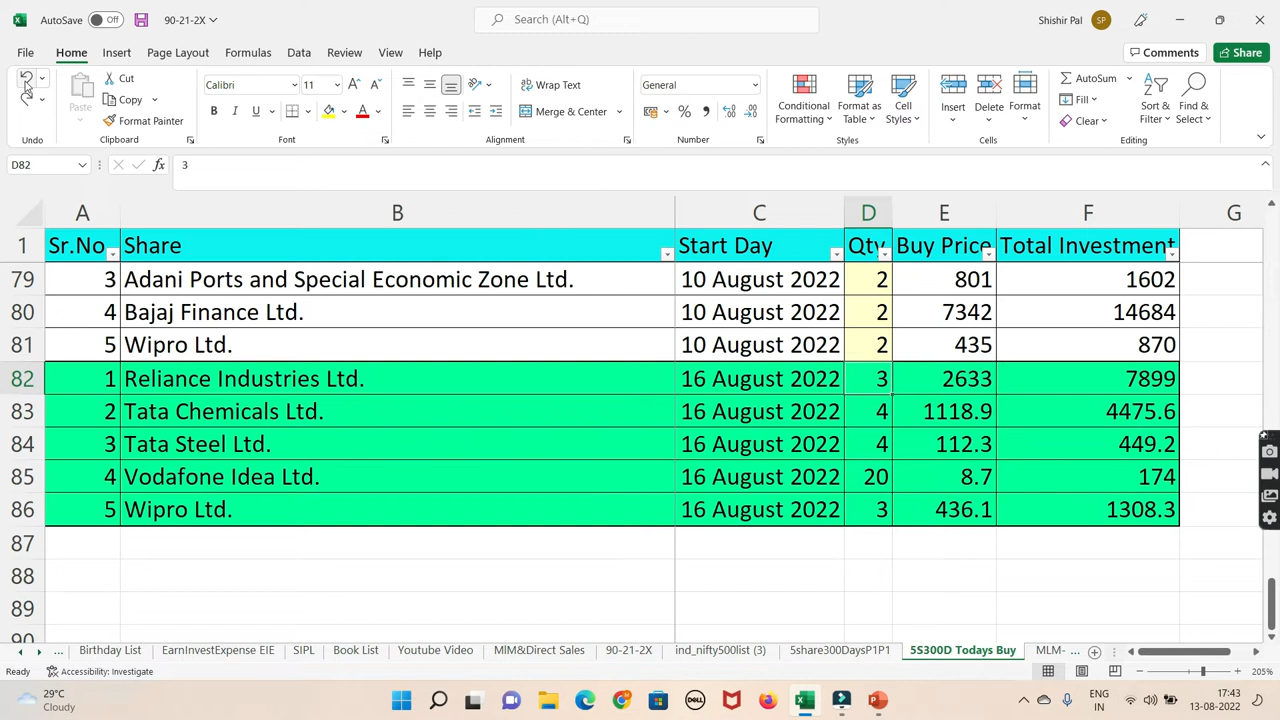 AutoSave Off 90-21-2X Search (Alt+Q) Shishir Pal SP
File Home Insert Page Layout Formulas Data Review View Help Comments Share
Paste Cut Copy Format Painter
Calibri 11 B I U A
Wrap Text Merge & Center
General % 9
Conditional Formatting Format as Table Cell Styles
Insert Delete Format
AutoSum Fill Clear Sort & Filter Find & Select
Undo Clipboard Font Alignment Number Styles Cells Editing
D82 fx 3
A B C D E F G
1 Sr.No Share Start Day Qty Buy Price Total Investment
79 3 Adani Ports and Special Economic Zone Ltd. 10 August 2022 2 801 1602
80 4 Bajaj Finance Ltd. 10 August 2022 2 7342 14684
81 5 Wipro Ltd. 10 August 2022 2 435 870
82 1 Reliance Industries Ltd. 16 August 2022 3 2633 7899
83 2 Tata Chemicals Ltd. 16 August 2022 4 1118.9 4475.6
84 3 Tata Steel Ltd. 16 August 2022 4 112.3 449.2
85 4 Vodafone Idea Ltd. 16 August 2022 20 8.7 174
86 5 Wipro Ltd. 16 August 2022 3 436.1 1308.3
87
88
89
90
... Birthday List EarnInvestExpense EIE SIPL Book List Youtube Video MIM&Direct Sales 90-21-2X ind_nifty500list (3) 5share300DaysP1P1 5S300D Todays Buy MLM- ...
Ready Accessibility: Investigate 205%
29°C ENG 17:43
Cloudy DELL IN 13-08-2022